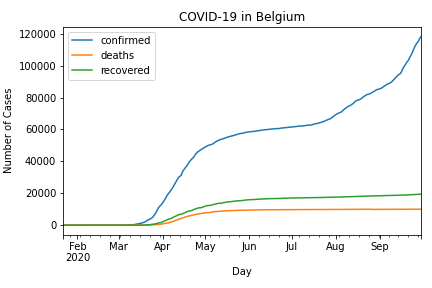 COVID-19 in Belgium
confirmed
deaths
recovered
Number of Cases
120000
100000
80000
60000
40000
20000
0
Feb Mar Apr May Jun Jul Aug Sep
2020
Day